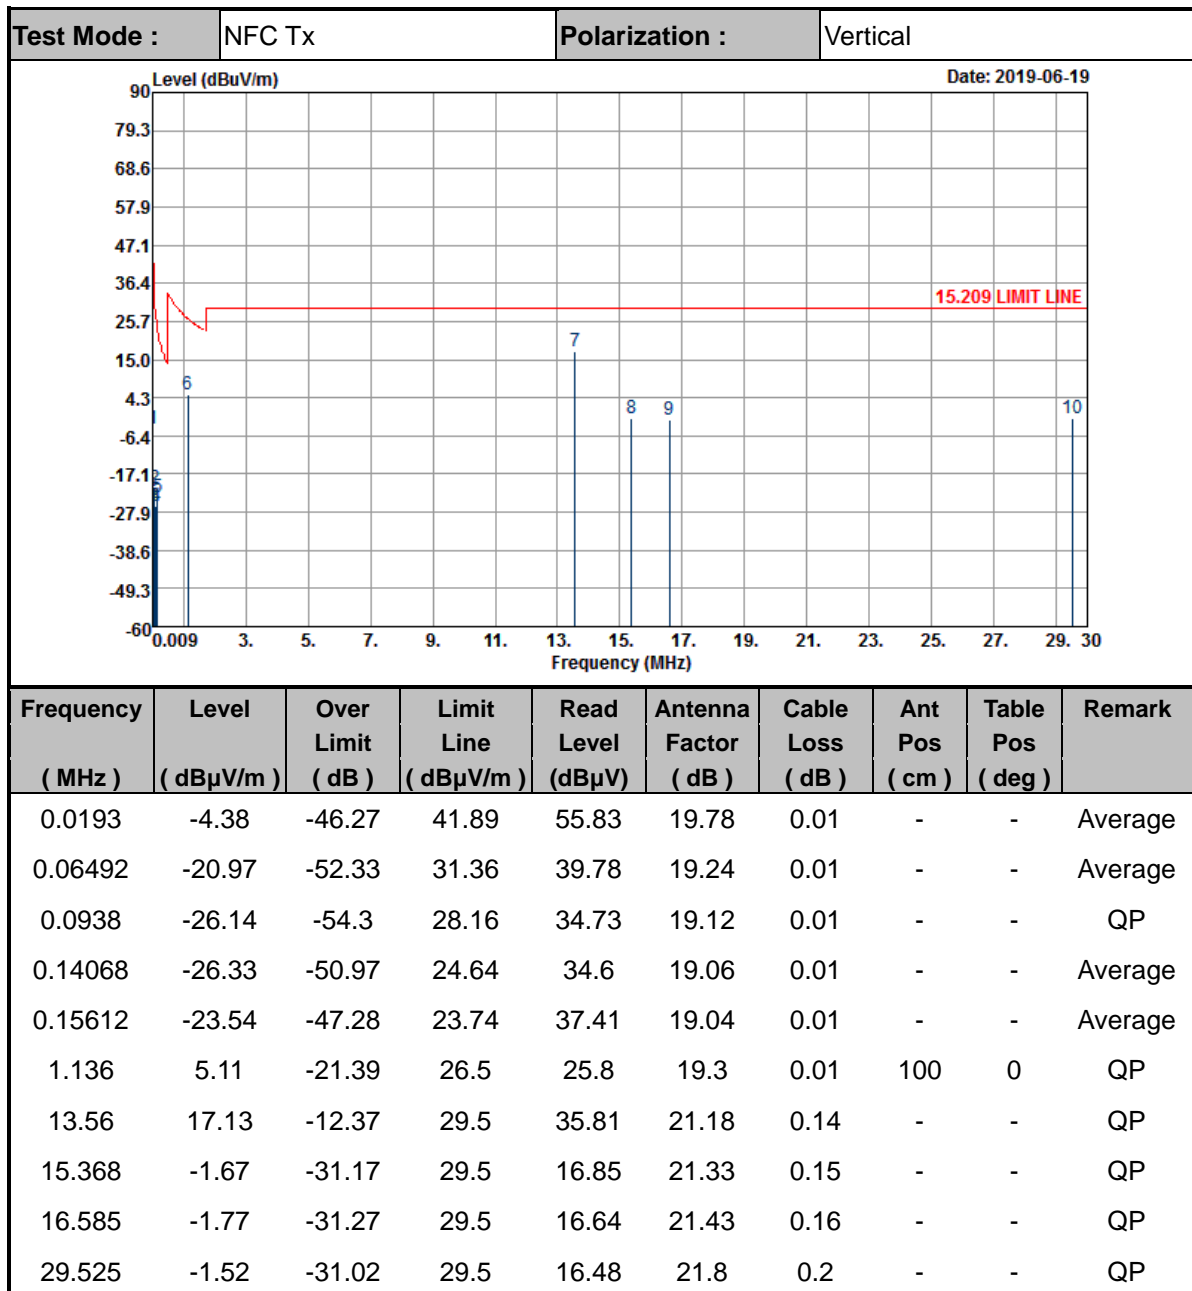 Test Mode : NFC Tx Polarization : Vertical
Level (dBuV/m) Date: 2019-06-19
90
79.3
68.6
57.9
47.1
36.4
15.209 LIMIT LINE
25.7
7
15.0
6
4.3
8 9 10
1
-6.4
-17.1
2
5
-27.9
-38.6
-49.3
-60
0.009 3. 5. 7. 9. 11. 13. 15. 17. 19. 21. 23. 25. 27. 29. 30
Frequency (MHz)
Frequency Level Over Limit Read Antenna Cable Ant Table Remark
Limit Line Level Factor Loss Pos Pos
( MHz ) ( dBµV/m ) ( dB ) ( dBµV/m ) (dBµV) ( dB ) ( dB ) ( cm ) ( deg )
0.0193 -4.38 -46.27 41.89 55.83 19.78 0.01 - - Average
0.06492 -20.97 -52.33 31.36 39.78 19.24 0.01 - - Average
0.0938 -26.14 -54.3 28.16 34.73 19.12 0.01 - - QP
0.14068 -26.33 -50.97 24.64 34.6 19.06 0.01 - - Average
0.15612 -23.54 -47.28 23.74 37.41 19.04 0.01 - - Average
1.136 5.11 -21.39 26.5 25.8 19.3 0.01 100 0 QP
13.56 17.13 -12.37 29.5 35.81 21.18 0.14 - - QP
15.368 -1.67 -31.17 29.5 16.85 21.33 0.15 - - QP
16.585 -1.77 -31.27 29.5 16.64 21.43 0.16 - - QP
29.525 -1.52 -31.02 29.5 16.48 21.8 0.2 - - QP